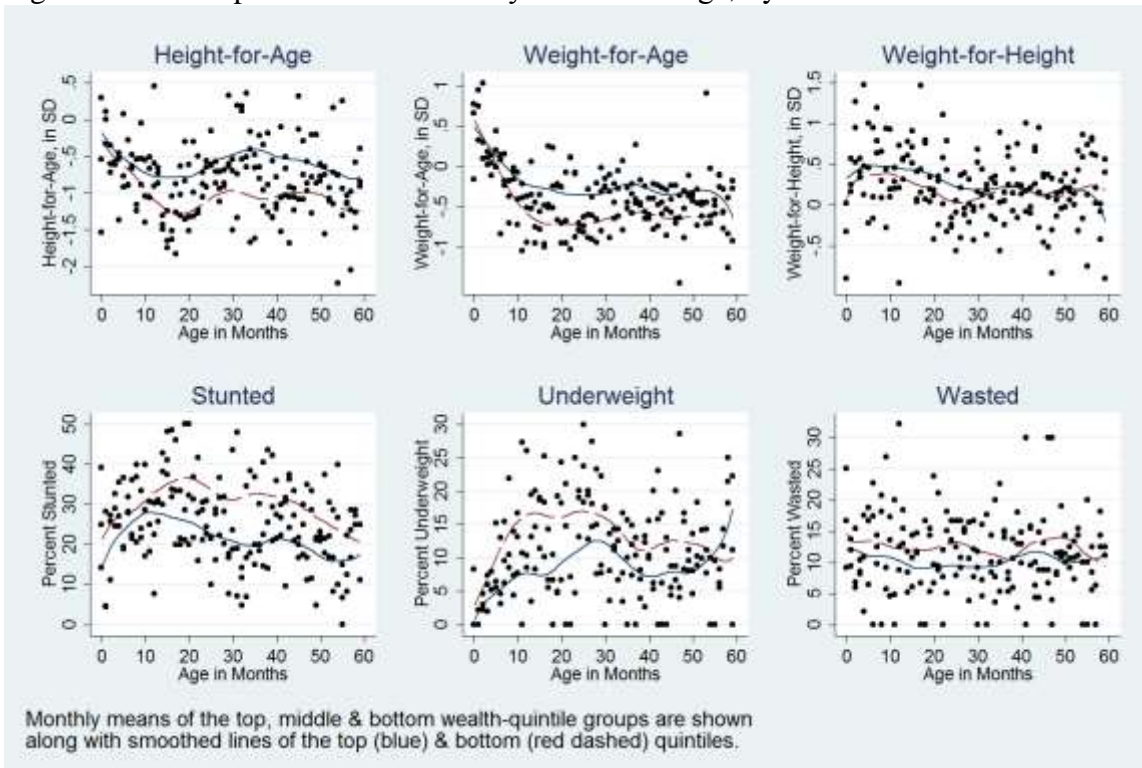 Height-for-Age
Weight-for-Age
Weight-for-Height
Height-for-Age, in SD
.5
0
-.5
-1
-1.5
-2
0 10 20 30 40 50 60
Age in Months
Weight-for-Age, in SD
1
.5
0
-.5
-1
0 10 20 30 40 50 60
Age in Months
Weight-for-Height, in SD
1.5
1
.5
0
-.5
0 10 20 30 40 50 60
Age in Months
Stunted
Underweight
Wasted
Percent Stunted
50
40
30
20
10
0
0 10 20 30 40 50 60
Age in Months
Percent Underweight
30
25
20
15
10
5
0
0 10 20 30 40 50 60
Age in Months
Percent Wasted
30
25
20
15
10
5
0
0 10 20 30 40 50 60
Age in Months
Monthly means of the top, middle & bottom wealth-quintile groups are shown
along with smoothed lines of the top (blue) & bottom (red dashed) quintiles.